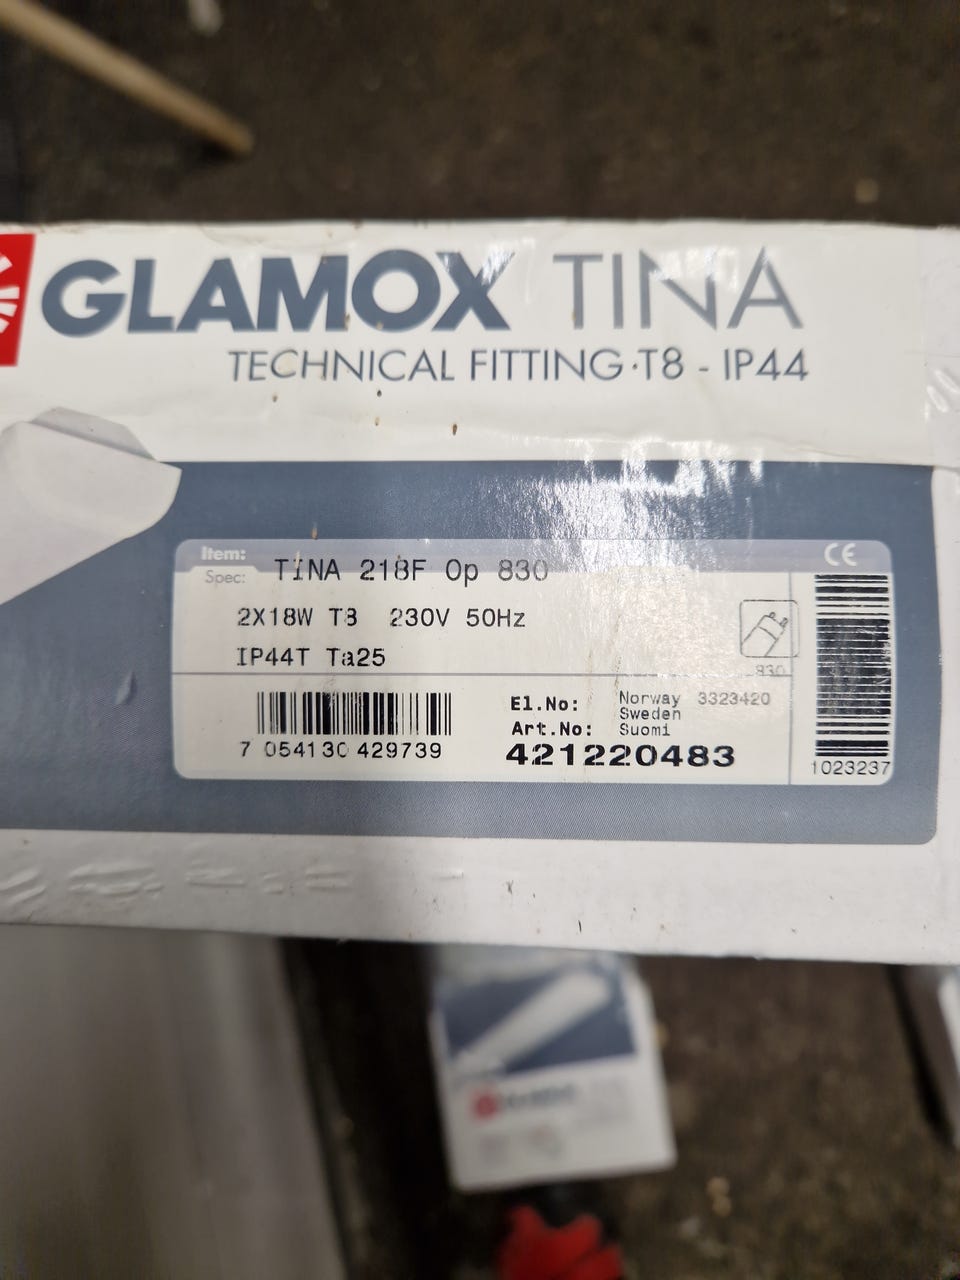 GLAMOX TINA
TECHNICAL FITTING·T8 - IP44
Item:
Spec:
TINA 218F Op 830
2X18W T8 230V 50Hz
IP44T Ta25
CE
830
7 054130 429739
El.No: Norway 3323420
Sweden
Art.No: Suomi
421220483
1023237